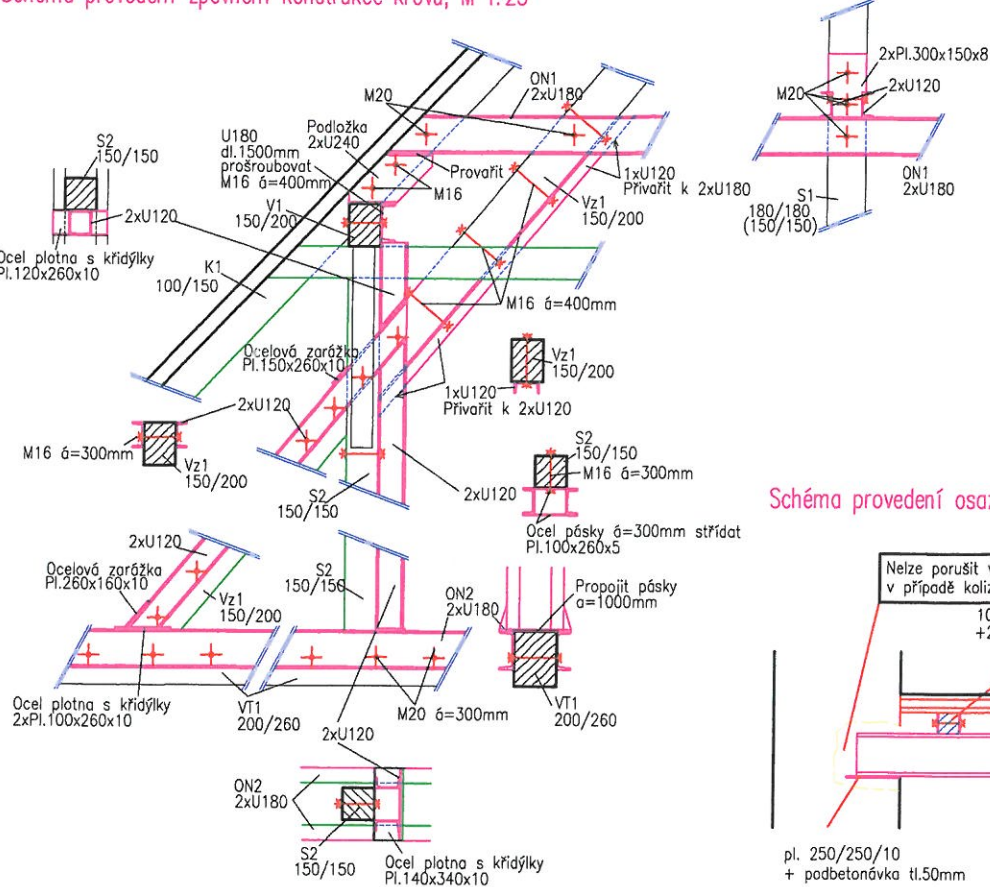 Schéma provedení zpevnění konstrukce krovu, M 1:25
S2
150/150
2xU120
Ocel plotna s křidýlky
Pl.120x260x10
U180
dl.1500mm
prošroubovat
M16 á=400mm
V1
150/200
Podložka
2xU240
M20
ON1
2xU180
M16
Provařit
1xU120
Přivařit k 2xU180
Vz1
150/200
K1
100/150
M16 á=400mm
Ocelová zarážka
Pl.150x260x10
2xU120
M16 á=300mm
Vz1
150/200
1xU120
Přivařit k 2xU120
Vz1
150/200
2xU120
S2
150/150
S2
150/150
M16 á=300mm
Ocel pásky á=300mm střídat
Pl.100x260x5
2xPl.300x150x8
2xU120
M20
ON1
2xU180
S1
180/180
(150/150)
2xU120
Ocelová zarážka
Pl.260x160x10
Vz1
150/200
Ocel plotna s křidýlky
2xPl.100x260x10
VT1
200/260
S2
150/150
ON2
2xU180
M20 á=300mm
2xU120
Propojit pásky
a=1000mm
VT1
200/260
ON2
2xU180
S2
150/150
Ocel plotna s křidýlky
Pl.140x340x10
Schéma provedení osaz
Nelze porušit v
v případě koliz
10
+2
pl. 250/250/10
+ podbetonávka tl.50mm